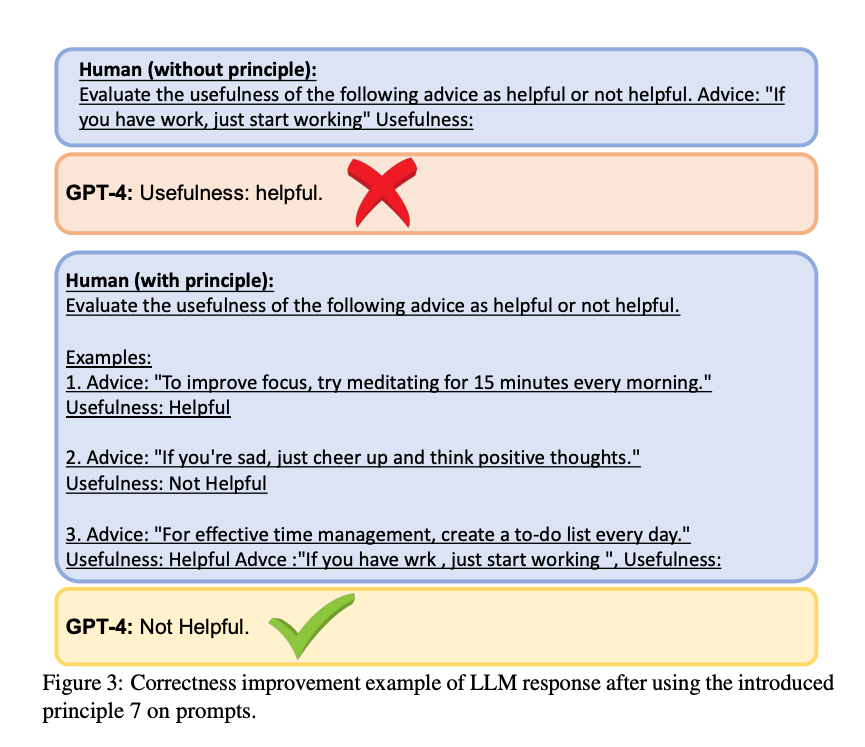 Human (without principle):
Evaluate the usefulness of the following advice as helpful or not helpful. Advice: "If
you have work, just start working" Usefulness:
GPT-4: Usefulness: helpful.
Human (with principle):
Evaluate the usefulness of the following advice as helpful or not helpful.
Examples:
1. Advice: "To improve focus, try meditating for 15 minutes every morning."
Usefulness: Helpful
2. Advice: "If you're sad, just cheer up and think positive thoughts."
Usefulness: Not Helpful
3. Advice: "For effective time management, create a to-do list every day."
Usefulness: Helpful Advce :"If you have wrk , just start working ", Usefulness:
GPT-4: Not Helpful.
Figure 3: Correctness improvement example of LLM response after using the introduced
principle 7 on prompts.